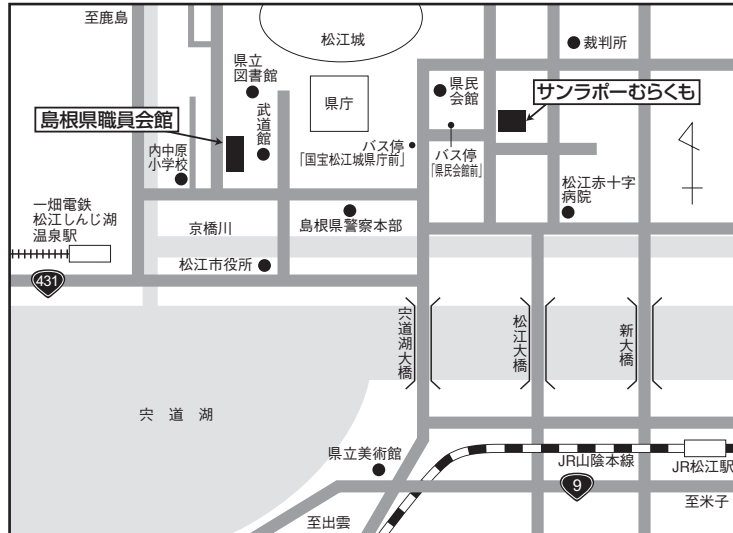 至鹿島
松江城
裁判所
県立
図書館
県庁
県民
会館
サンラポーむらくも
島根県職員会館
武道館
内中原
小学校
バス停
「国宝松江城県庁前」
バス停
「県民会館前」
松江赤十字
病院
一畑電鉄
松江しんじ湖
温泉駅
京橋川
島根県警察本部
松江市役所
431
宍道湖大橋
松江大橋
新大橋
宍道湖
県立美術館
JR山陰本線
JR松江駅
9
至米子
至出雲